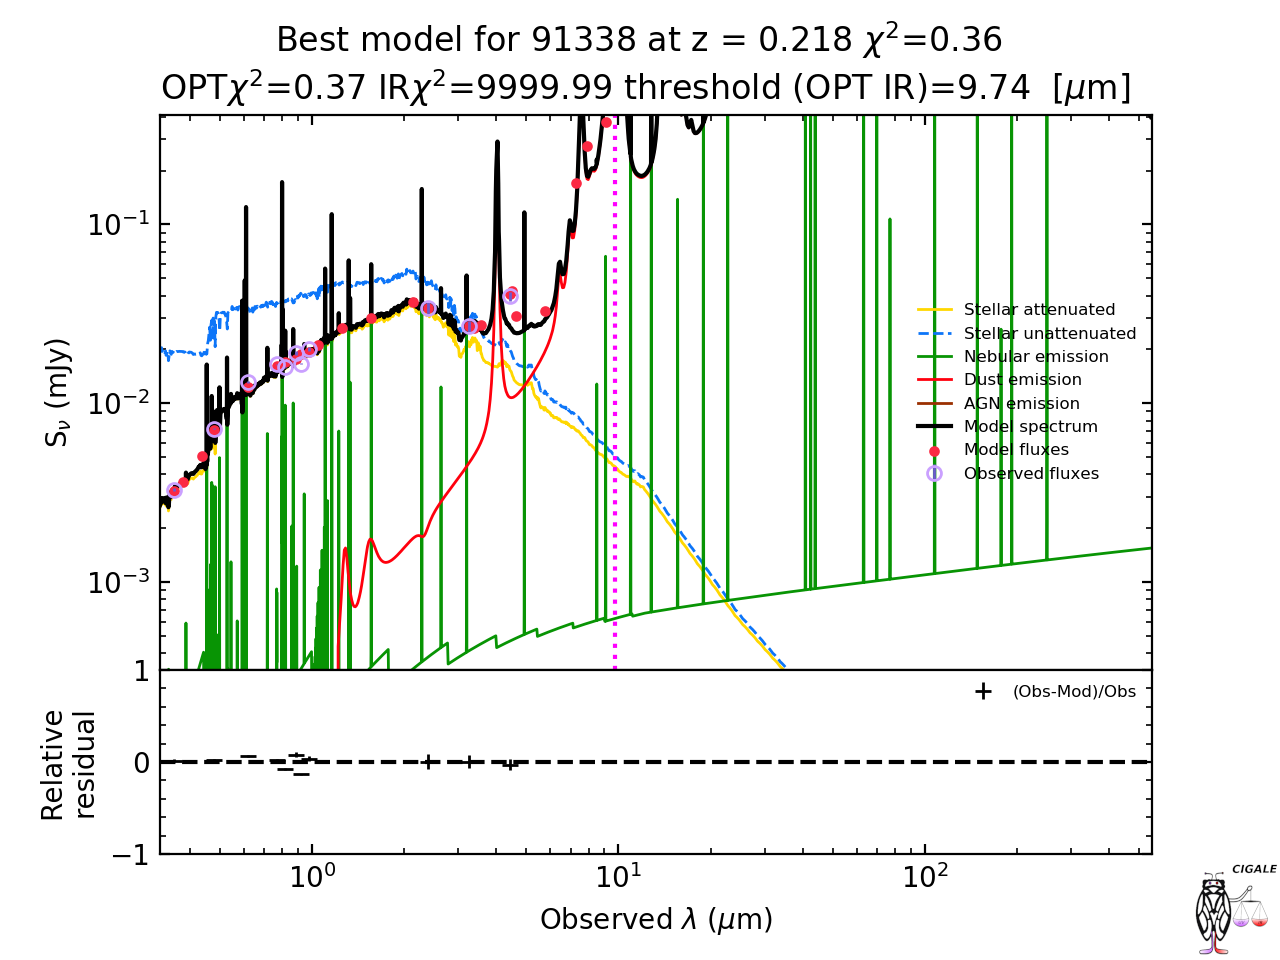 Best model for 91338 at z = 0.218 χ²=0.36
OPTχ²=0.37 IRχ²=9999.99 threshold (OPT IR)=9.74 [μm]
10⁻¹
10⁻²
10⁻³
S_ν (mJy)
Stellar attenuated
Stellar unattenuated
Nebular emission
Dust emission
AGN emission
Model spectrum
Model fluxes
Observed fluxes
1
0
−1
Relative
residual
(Obs-Mod)/Obs
10⁰ 10¹ 10²
Observed λ (μm)
CIGALE